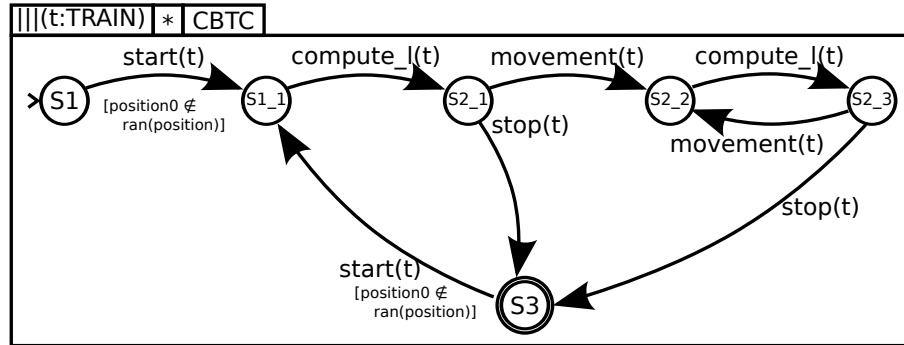 |||(t:TRAIN) * CBTC
start(t) compute_l(t) movement(t) compute_l(t)
S1 S1_1 S2_1 S2_2 S2_3
[position0 ∉
ran(position)]
stop(t)
movement(t)
stop(t)
start(t)
[position0 ∉
ran(position)]
S3